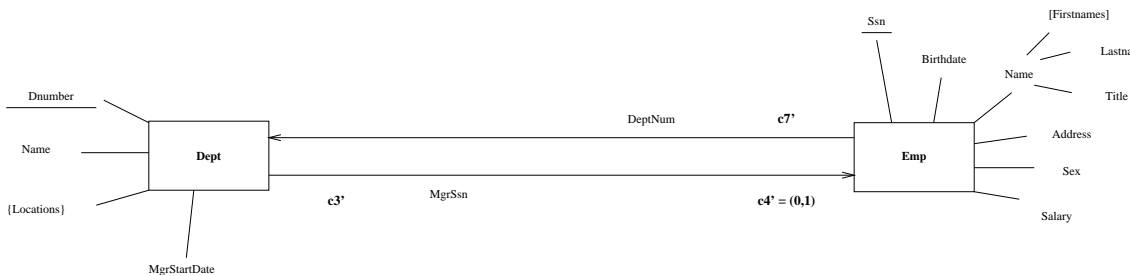 [Firstnames]
Ssn
Lastna
Birthdate
Name
Title
Dnumber
DeptNum
c7’
Address
Name
Dept
Emp
Sex
{Locations}
c3’
MgrSsn
c4’ = (0,1)
Salary
MgrStartDate